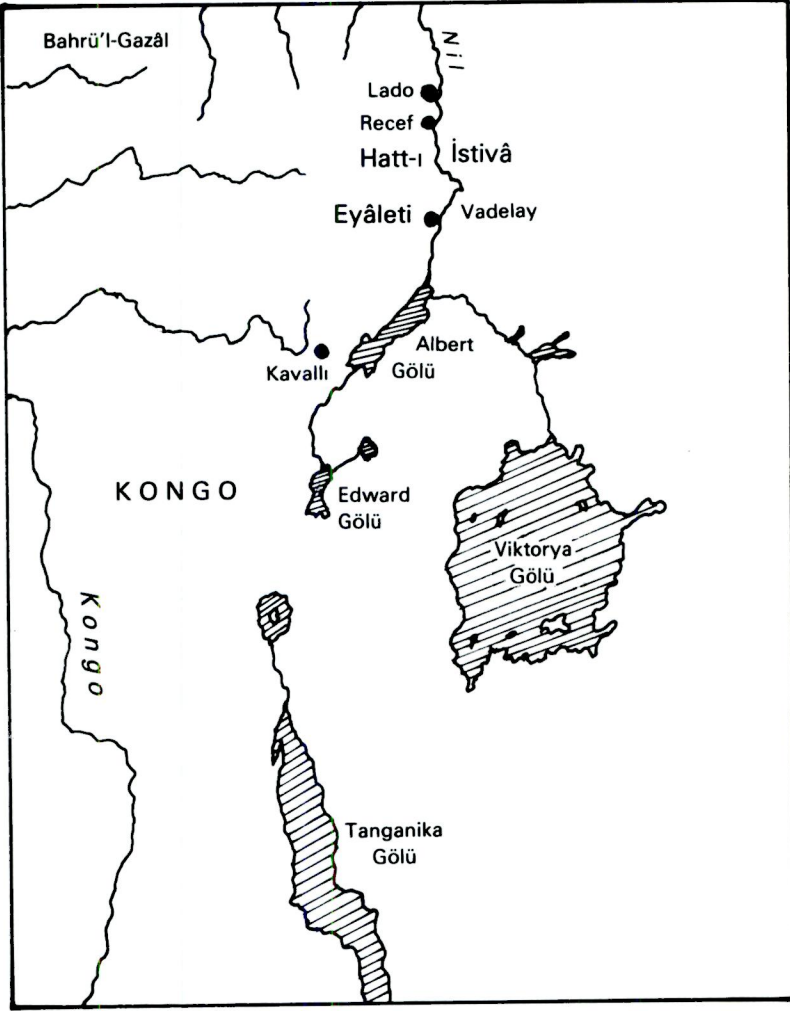 Bahrü'l-Gazâl
Nil
Lado
Recef
Hatt-ı İstivâ
Eyâleti
Vadelay
Albert
Gölü
Kavallı
KONGO
Edward
Gölü
Viktorya
Gölü
Kongo
Tanganika
Gölü